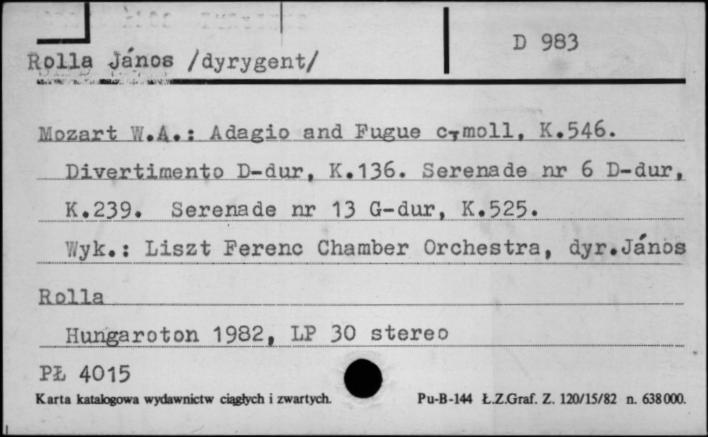 D 983
Rolla János /dyrygent/
Mozart W.A.: Adagio and Fugue c-moll, K.546.
Divertimento D-dur, K.136. Serenade nr 6 D-dur,
K.239. Serenade nr 13 G-dur, K.525.
Wyk.: Liszt Ferenc Chamber Orchestra, dyr.János
Rolla
Hungaroton 1982, LP 30 stereo
PŁ 4015
Karta katalogowa wydawnictw ciągłych i zwartych.
Pu-B-144 Ł.Z.Graf. Z. 120/15/82 n. 638000.